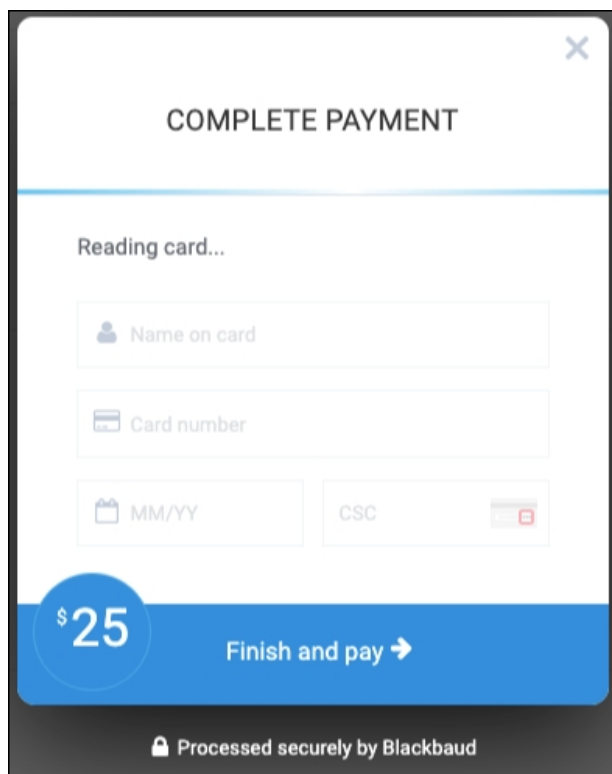 COMPLETE PAYMENT
Reading card...
Name on card
Card number
MM/YY CSC
$25
Finish and pay
Processed securely by Blackbaud